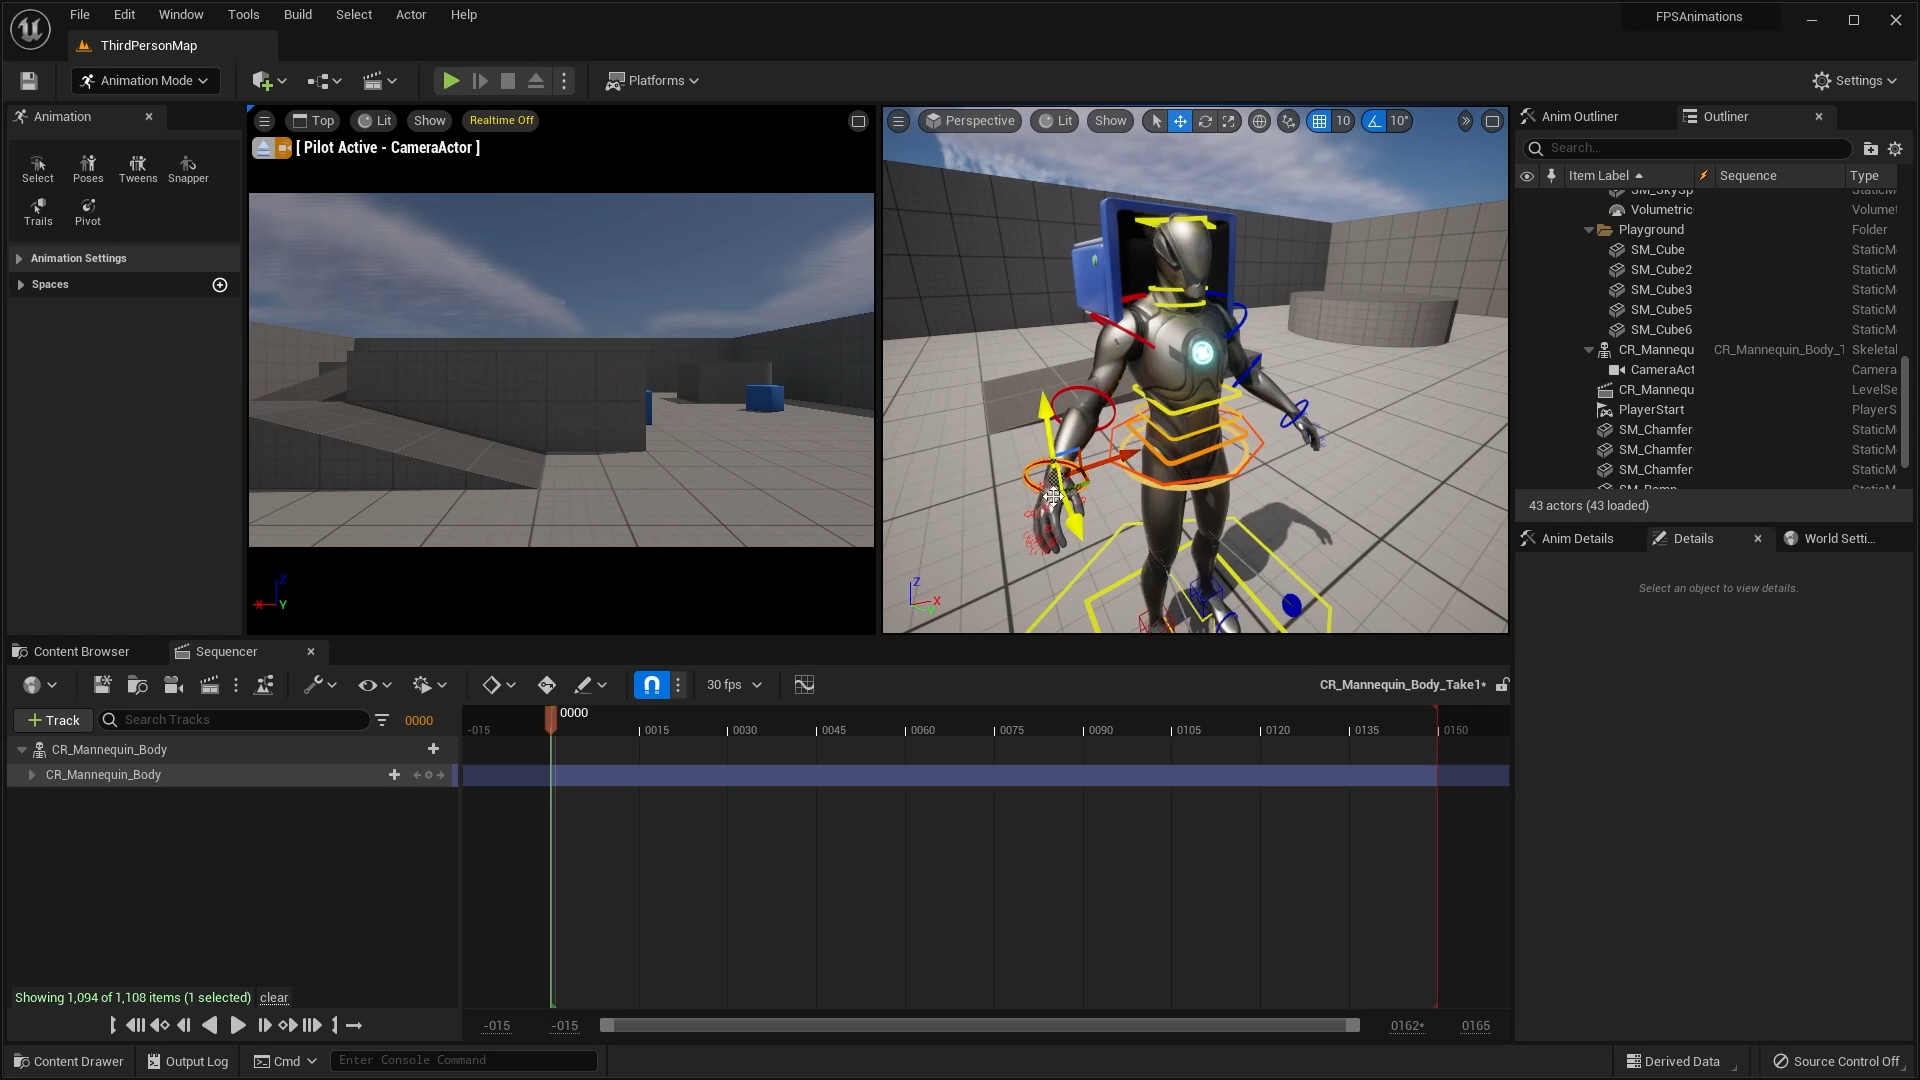 File Edit Window Tools Build Select Actor Help
FPSAnimations
ThirdPersonMap
Animation Mode
Platforms
Settings
Animation
Select Poses Tweens Snapper
Trails Pivot
Animation Settings
Spaces
Top Lit Show Realtime Off
[ Pilot Active - CameraActor ]
Z
X Y
Perspective Lit Show 10 10°
Z
X
Y
Anim Outliner Outliner
Search...
Item Label Sequence Type
Volumetric Volumet
Playground Folder
SM_Cube StaticM
SM_Cube2 StaticM
SM_Cube3 StaticM
SM_Cube5 StaticM
SM_Cube6 StaticM
CR_Mannequ CR_Mannequin_Body_T Skeletal
CameraAct Camera
CR_Mannequ LevelSe
PlayerStart PlayerS
SM_Chamfer StaticM
SM_Chamfer StaticM
SM_Chamfer StaticM
43 actors (43 loaded)
Anim Details Details World Setti...
Select an object to view details.
Content Browser Sequencer
30 fps
CR_Mannequin_Body_Take1*
Track
Search Tracks
0000
0000
-015 0015 0030 0045 0060 0075 0090 0105 0120 0135 0150
CR_Mannequin_Body
CR_Mannequin_Body
Showing 1,094 of 1,108 items (1 selected) clear
-015 -015 0162* 0165
Content Drawer Output Log Cmd Enter Console Command
Derived Data Source Control Off